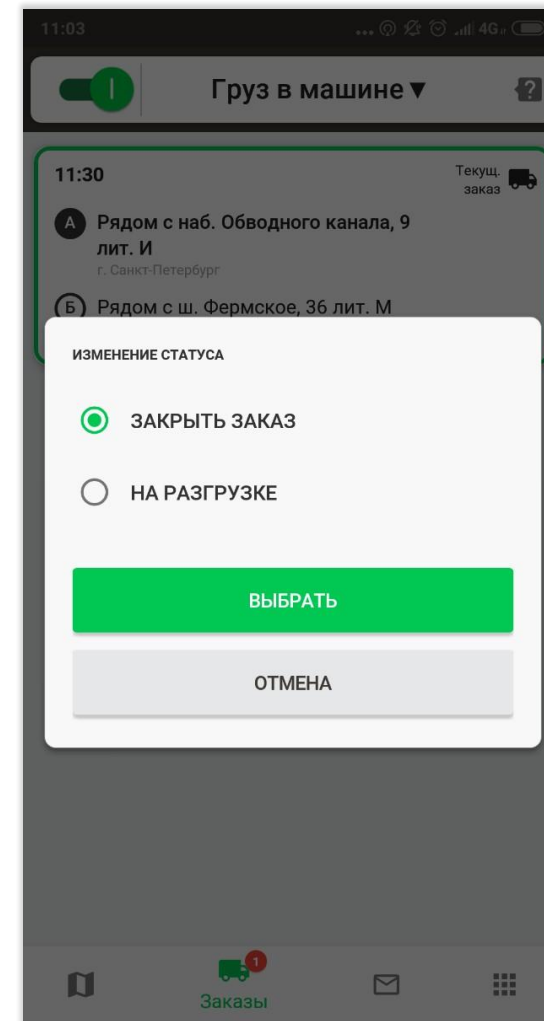 11:03
... 4G
Груз в машине ▼
?
11:30
Текущ.
заказ
А Рядом с наб. Обводного канала, 9
лит. И
г. Санкт-Петербург
Б Рядом с ш. Фермское, 36 лит. М
ИЗМЕНЕНИЕ СТАТУСА
ЗАКРЫТЬ ЗАКАЗ
НА РАЗГРУЗКЕ
ВЫБРАТЬ
ОТМЕНА
1
Заказы